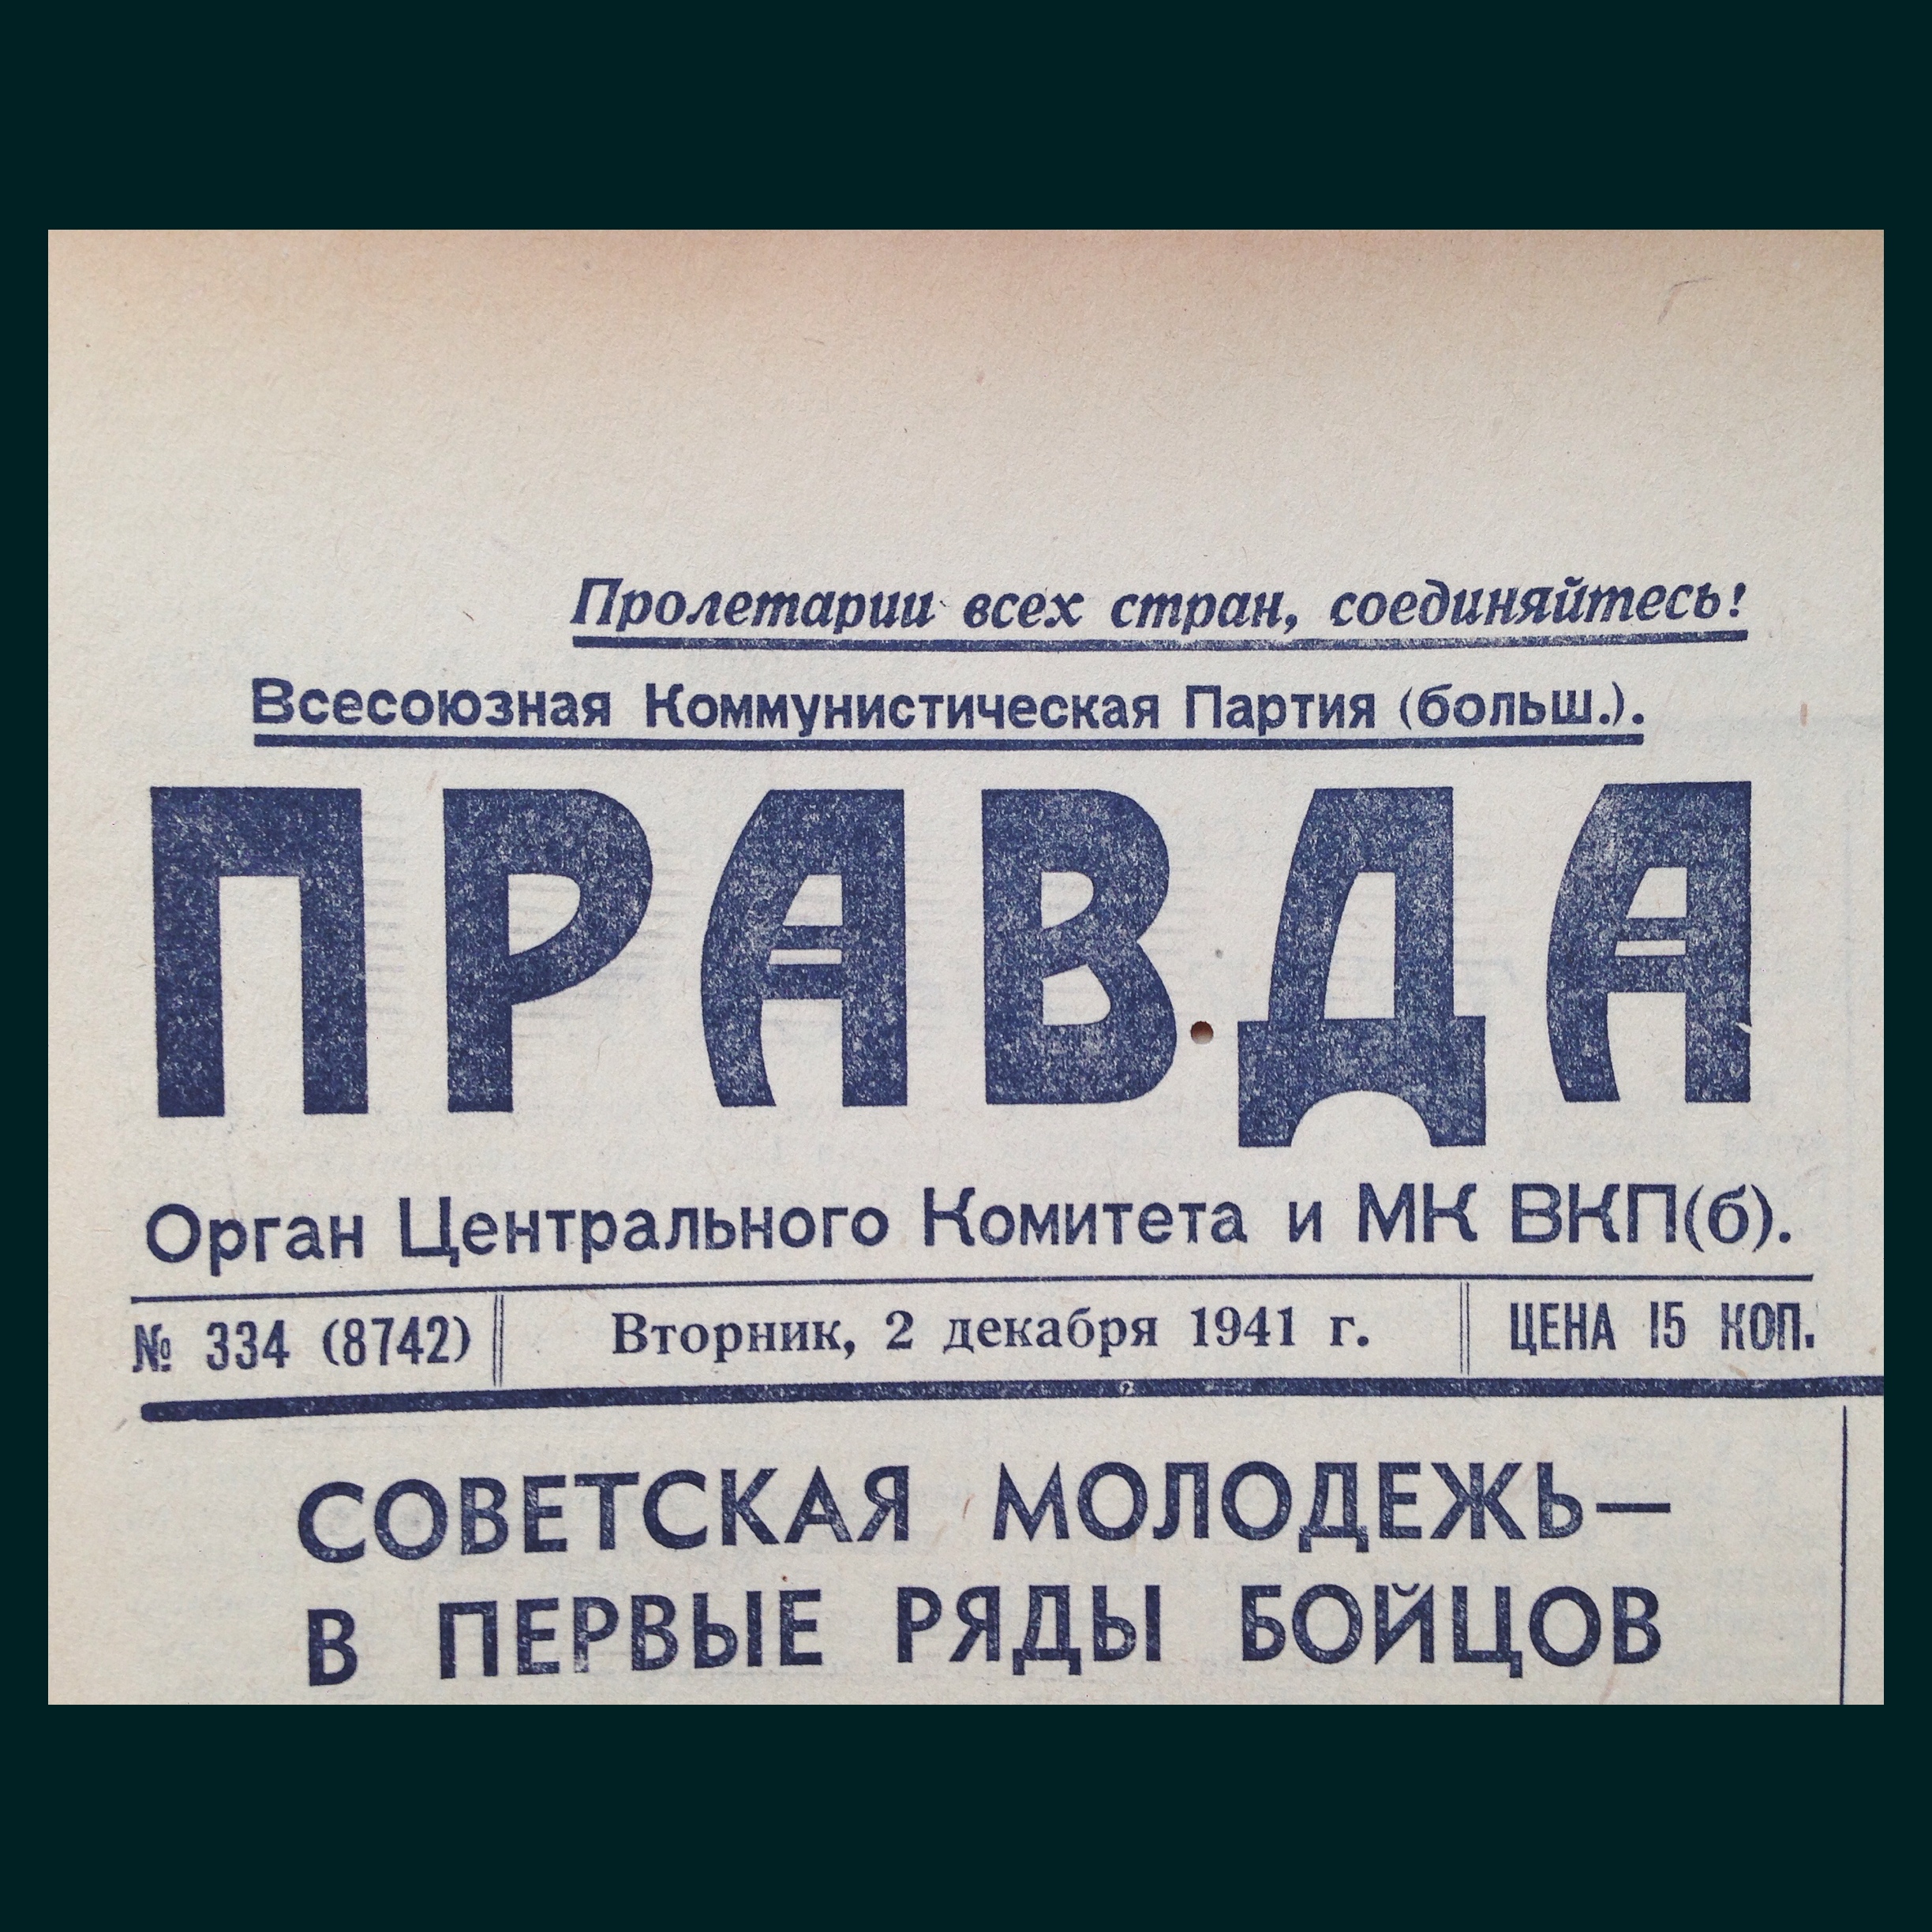 Пролетарии всех стран, соединяйтесь!
Всесоюзная Коммунистическая Партия (больш.).
ПРАВДА
Орган Центрального Комитета и МК ВКП(б).
№ 334 (8742) Вторник, 2 декабря 1941 г. ЦЕНА 15 КОП.
СОВЕТСКАЯ МОЛОДЕЖЬ—
В ПЕРВЫЕ РЯДЫ БОЙЦОВ